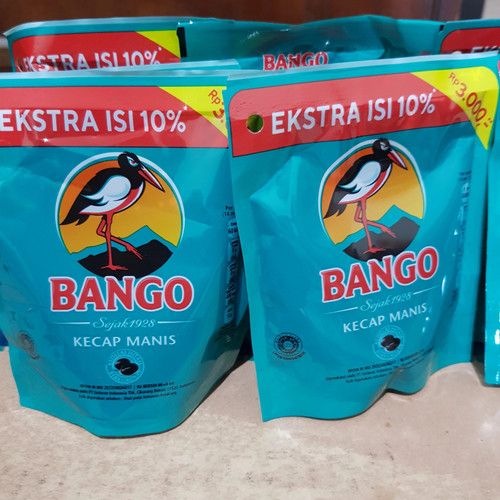 EKSTRA ISI 10%
BANGO
EKSTRA ISI 10%*
Rp
BANGO
Sejak 1928
KECAP MANIS
EKSTRA ISI 10%*
Rp3.000,-
BANGO
Sejak 1928
KECAP MANIS